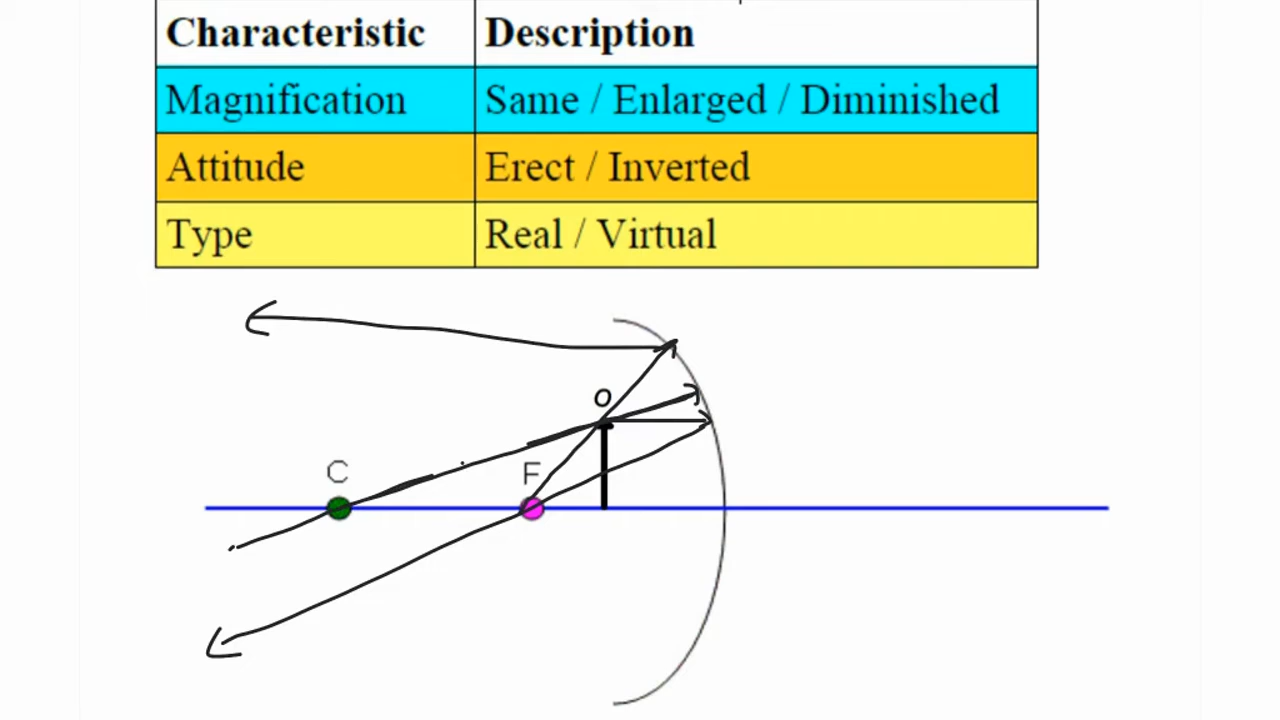 Characteristic Description
Magnification Same / Enlarged / Diminished
Attitude Erect / Inverted
Type Real / Virtual
O
C
F